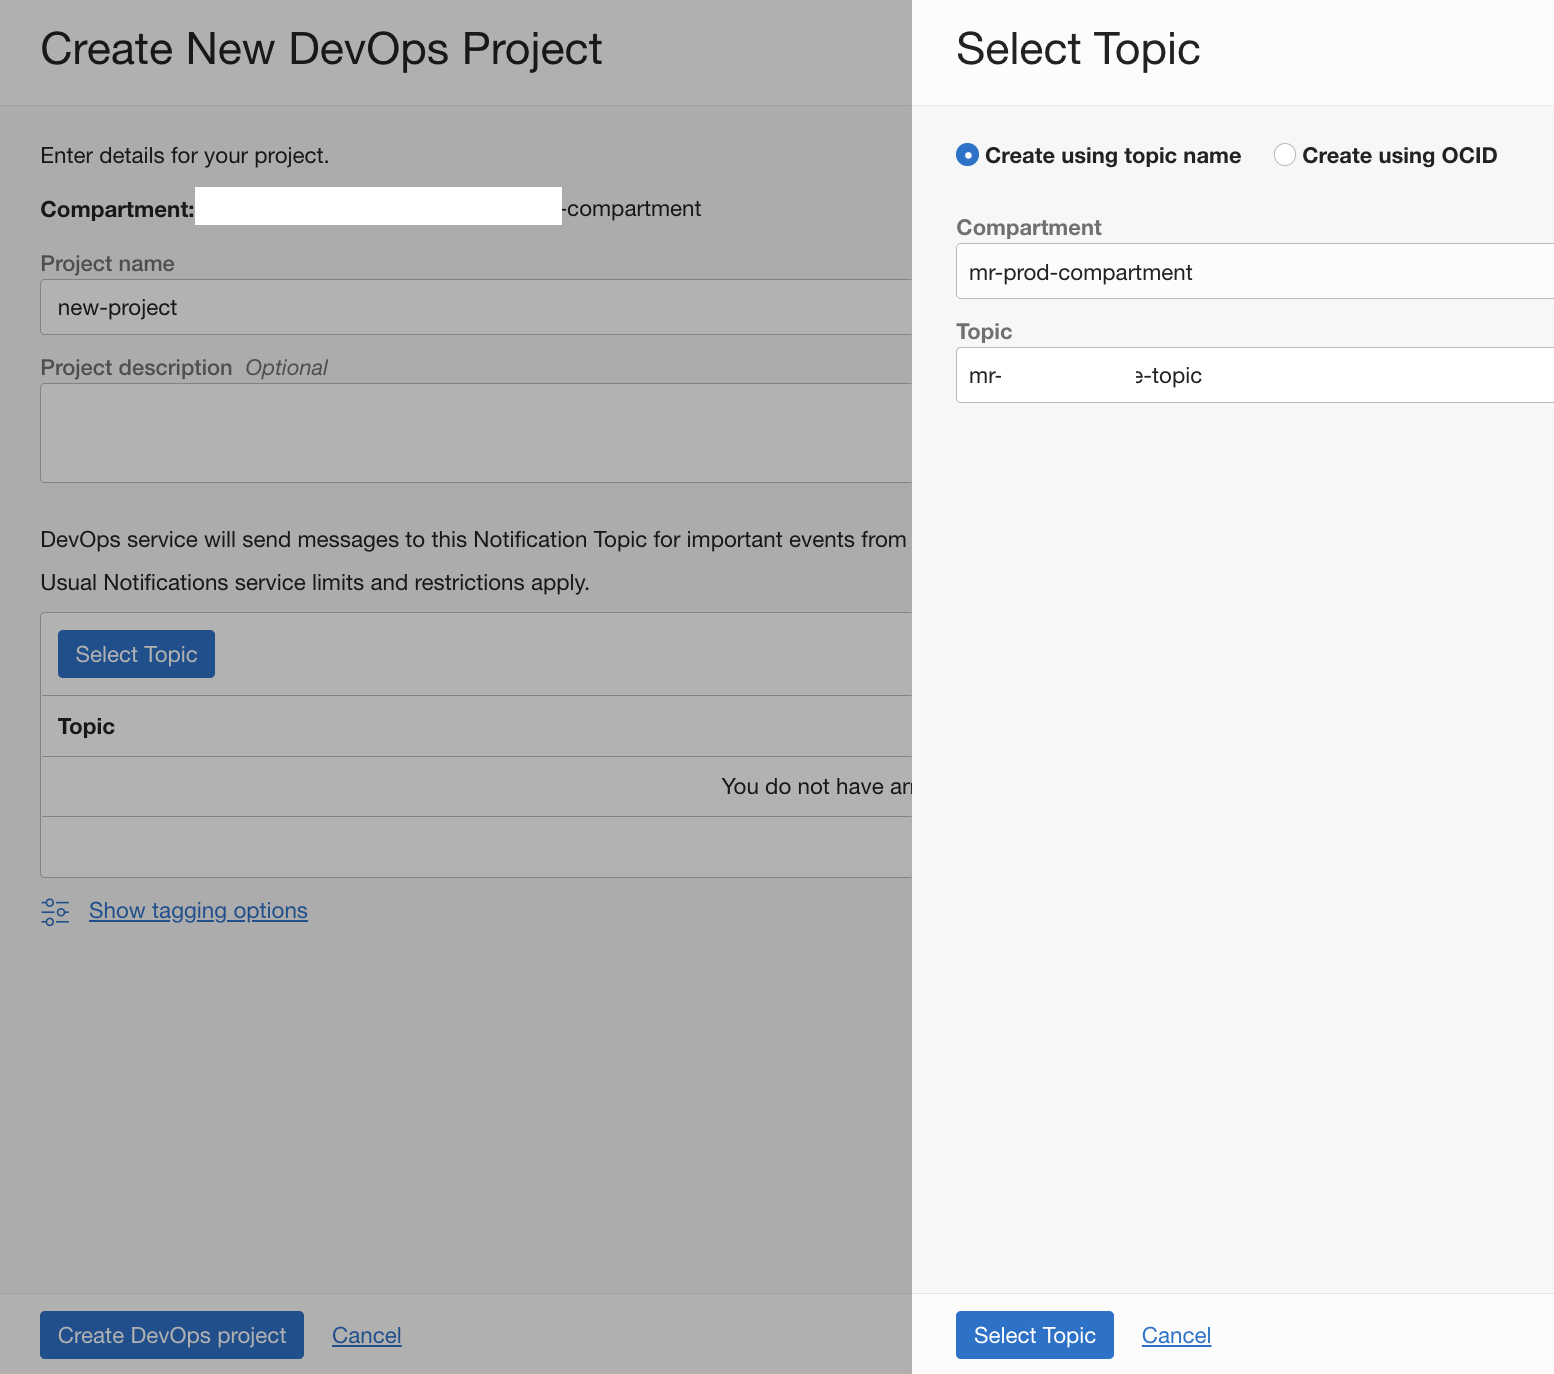 Create New DevOps Project
Enter details for your project.
Compartment: -compartment
Project name
new-project
Project description Optional
DevOps service will send messages to this Notification Topic for important events from
Usual Notifications service limits and restrictions apply.
Select Topic
Topic
You do not have
Show tagging options
Create DevOps project Cancel
Select Topic
Create using topic name Create using OCID
Compartment
mr-prod-compartment
Topic
mr- e-topic
Select Topic Cancel